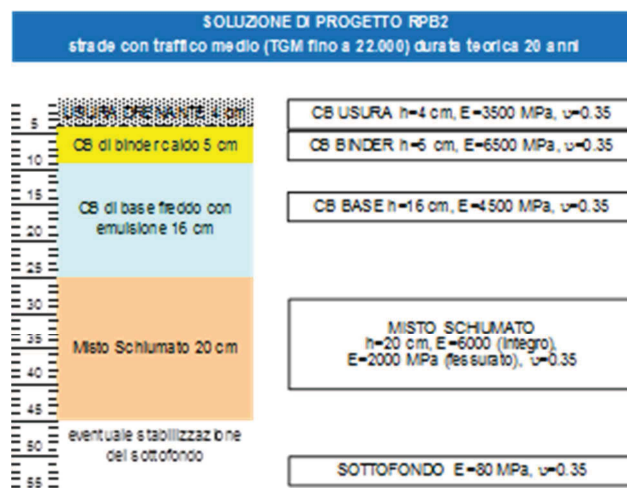 SOLUZIONE DI PROGETTO RPB2
strade con traffico medio (TGM fino a 22.000) durata teorica 20 anni
USURA DRENANTE 4 cm
CB USURA h=4 cm, E=3500 MPa, υ=0.35
5
CB di binder caldo 5 cm
CB BINDER h=5 cm, E=6500 MPa, υ=0.35
10
15
CB di base freddo con
emulsione 16 cm
CB BASE h=16 cm, E=4500 MPa, υ=0.35
20
25
30
MISTO SCHIUMATO
h=20 cm, E=6000 (integro),
E=2000 MPa (fessurato), υ=0.35
35
Misto Schiumato 20 cm
40
45
eventuale stabilizzazione
del sottofondo
50
SOTTOFONDO E=80 MPa, υ=0.35
55